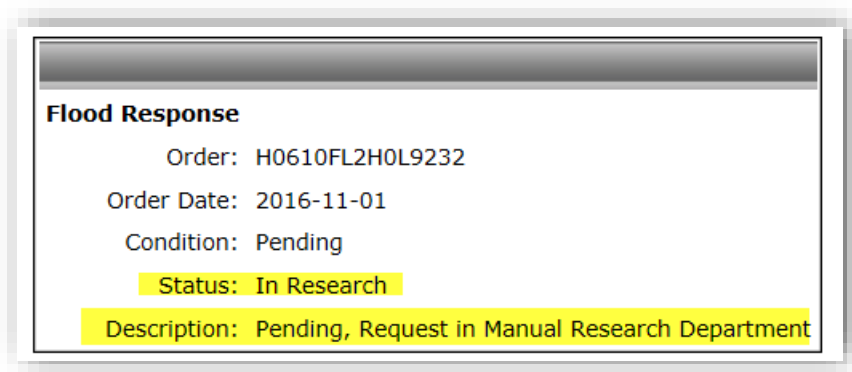 Flood Response
Order: H0610FL2H0L9232
Order Date: 2016-11-01
Condition: Pending
Status: In Research
Description: Pending, Request in Manual Research Department